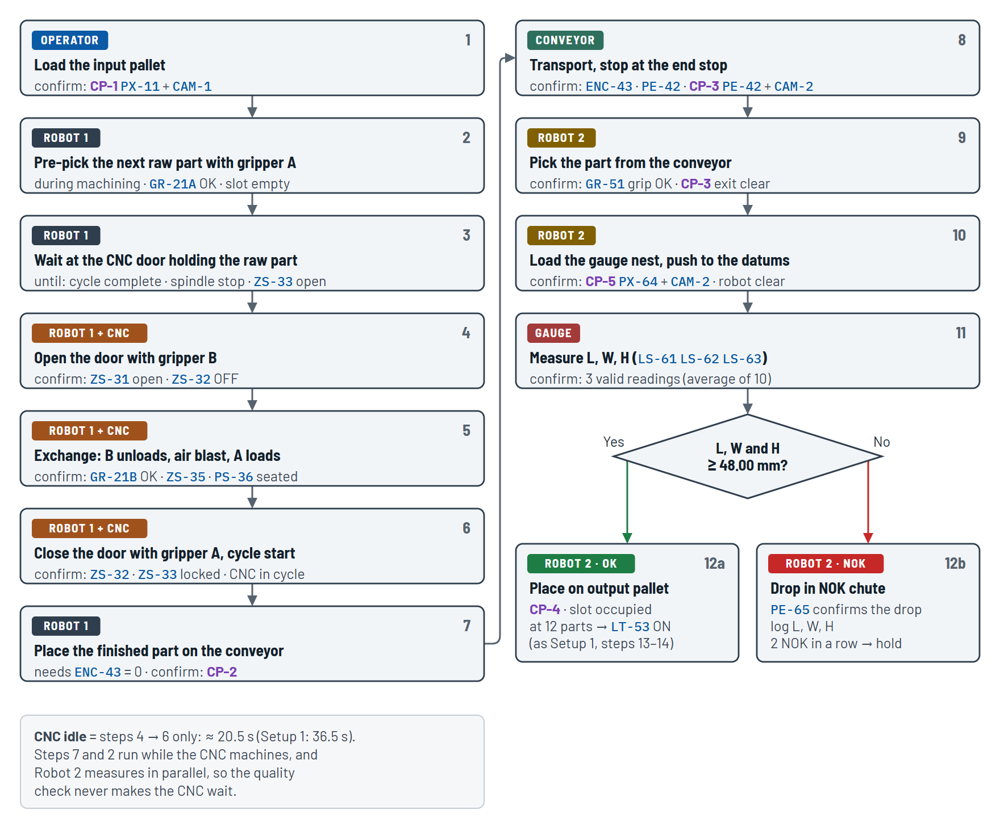 OPERATOR 1
Load the input pallet
confirm: CP-1 PX-11 + CAM-1
ROBOT 1 2
Pre-pick the next raw part with gripper A
during machining · GR-21A OK · slot empty
ROBOT 1 3
Wait at the CNC door holding the raw part
until: cycle complete · spindle stop · ZS-33 open
ROBOT 1 + CNC 4
Open the door with gripper B
confirm: ZS-31 open · ZS-32 OFF
ROBOT 1 + CNC 5
Exchange: B unloads, air blast, A loads
confirm: GR-21B OK · ZS-35 · PS-36 seated
ROBOT 1 + CNC 6
Close the door with gripper A, cycle start
confirm: ZS-32 · ZS-33 locked · CNC in cycle
ROBOT 1 7
Place the finished part on the conveyor
needs ENC-43 = 0 · confirm: CP-2
CONVEYOR 8
Transport, stop at the end stop
confirm: ENC-43 · PE-42 · CP-3 PE-42 + CAM-2
ROBOT 2 9
Pick the part from the conveyor
confirm: GR-51 grip OK · CP-3 exit clear
ROBOT 2 10
Load the gauge nest, push to the datums
confirm: CP-5 PX-64 + CAM-2 · robot clear
GAUGE 11
Measure L, W, H (LS-61 LS-62 LS-63)
confirm: 3 valid readings (average of 10)
Yes
L, W and H
≥ 48.00 mm?
No
ROBOT 2 · OK 12a
Place on output pallet
CP-4 · slot occupied
at 12 parts → LT-53 ON
(as Setup 1, steps 13–14)
ROBOT 2 · NOK 12b
Drop in NOK chute
PE-65 confirms the drop
log L, W, H
2 NOK in a row → hold
CNC idle = steps 4 → 6 only: ≈ 20.5 s (Setup 1: 36.5 s).
Steps 7 and 2 run while the CNC machines, and
Robot 2 measures in parallel, so the quality
check never makes the CNC wait.